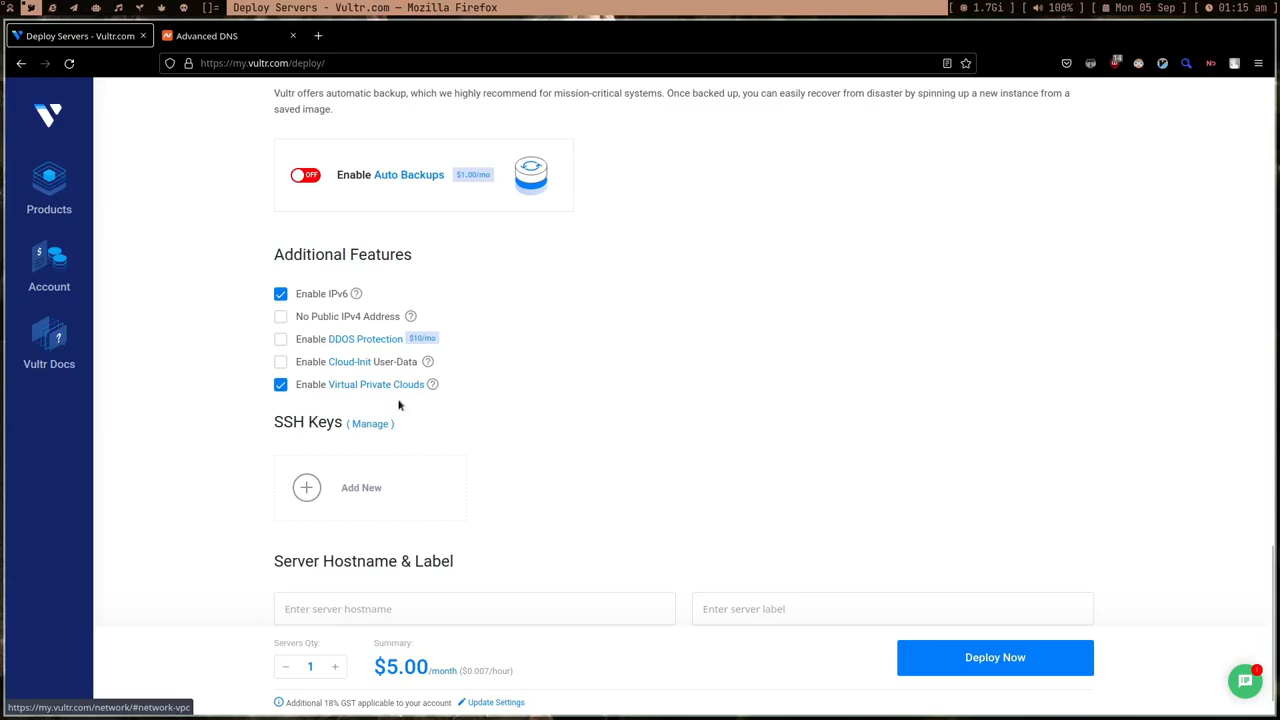 []= Deploy Servers - Vultr.com — Mozilla Firefox [ 1.7Gi ] [ 100% ] [ Mon 05 Sep ] [ 01:15 am ]
Deploy Servers - Vultr.com Advanced DNS
https://my.vultr.com/deploy/ 14
Vultr offers automatic backup, which we highly recommend for mission-critical systems. Once backed up, you can easily recover from disaster by spinning up a new instance from a
saved image.
OFF Enable Auto Backups $1.00/mo
Products
Account
Vultr Docs
Additional Features
Enable IPv6 ?
No Public IPv4 Address ?
Enable DDOS Protection $10/mo
Enable Cloud-Init User-Data ?
Enable Virtual Private Clouds ?
SSH Keys ( Manage )
Add New
Server Hostname & Label
Enter server hostname Enter server label
Servers Qty: Summary:
− 1 + $5.00/month ($0.007/hour) Deploy Now
Additional 18% GST applicable to your account Update Settings
https://my.vultr.com/network/#network-vpc